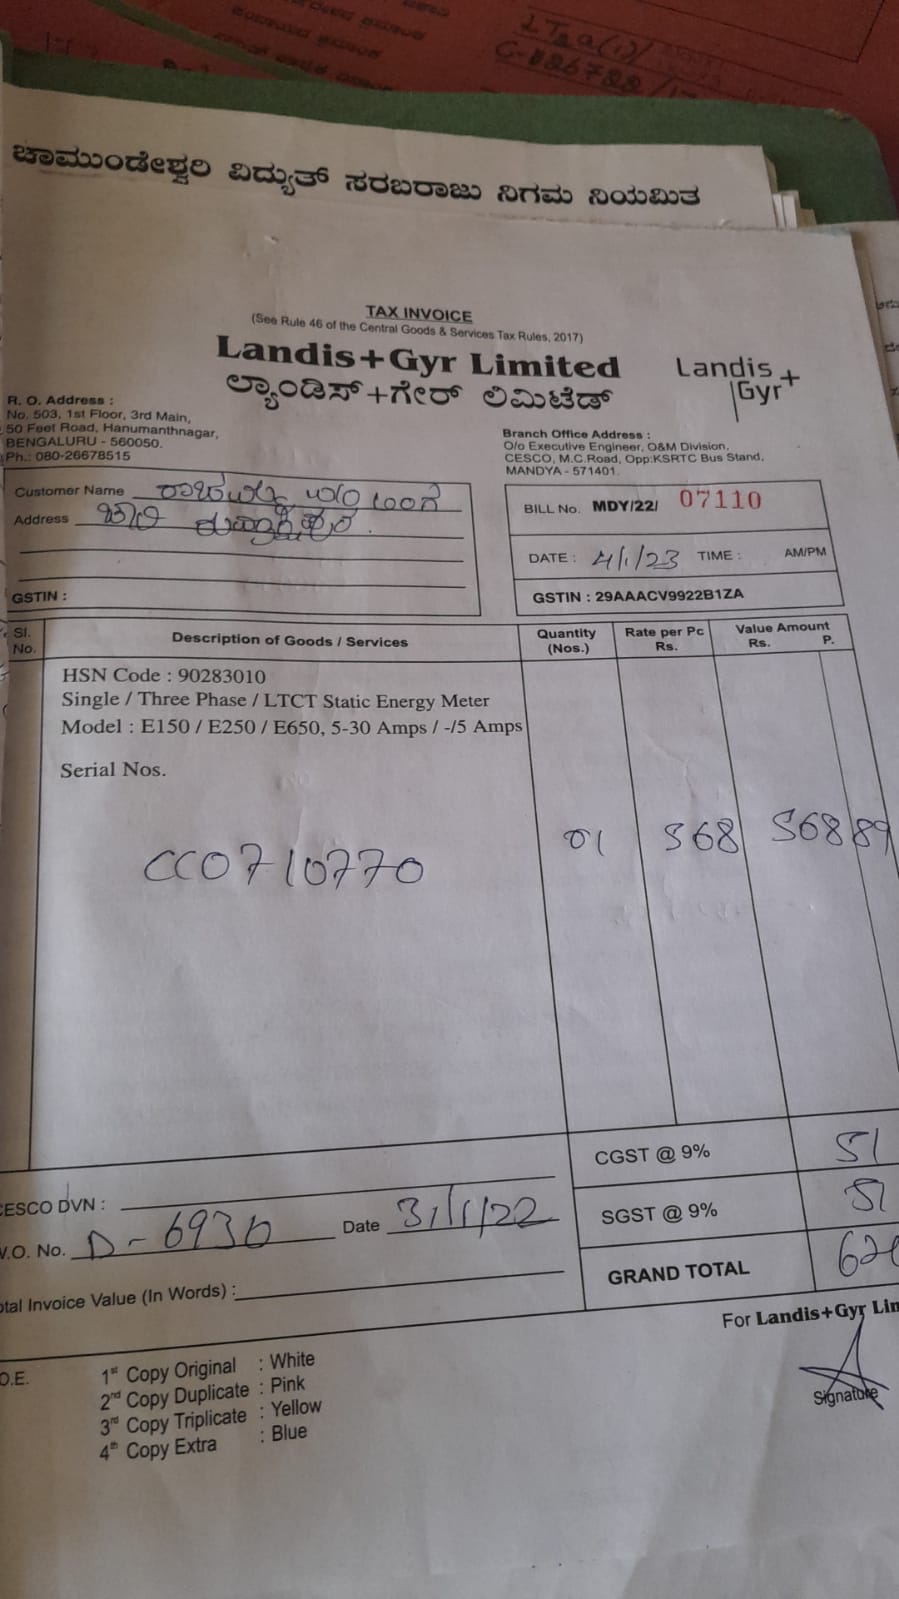 LT2a(i)/
ಚಾಮುಂಡೇಶ್ವರಿ ವಿದ್ಯುತ್ ಸರಬರಾಜು ನಿಗಮ ನಿಯಮಿತ
TAX INVOICE
(See Rule 46 of the Central Goods & Services Tax Rules, 2017)
Landis+Gyr Limited
ಲ್ಯಾಂಡಿಸ್+ಗೇರ್ ಲಿಮಿಟೆಡ್
Landis
Gyr+
R. O. Address :
No. 503, 1st Floor, 3rd Main,
50 Feet Road, Hanumanthnagar,
BENGALURU - 560050.
Ph.: 080-26678515
Branch Office Address :
O/o Executive Engineer, O&M Division,
CESCO, M.C.Road, Opp:KSRTC Bus Stand,
MANDYA - 571401
Customer Name
Address
GSTIN :
BILL No. MDY/22/ 07110
DATE : 4/1/23 TIME : AM/PM
GSTIN : 29AAACV9922B1ZA
Sl. No. Description of Goods / Services Quantity (Nos.) Rate per Pc Rs. Value Amount Rs. P.
HSN Code : 90283010
Single / Three Phase / LTCT Static Energy Meter
Model : E150 / E250 / E650, 5-30 Amps / -/5 Amps
Serial Nos.
CC0710770 01 568 568 89
CGST @ 9% 51
SGST @ 9% 51
GRAND TOTAL
CESCO DVN :
W.O. No. D-6930 Date 31/1/22
Total Invoice Value (In Words) :
For Landis+Gyr Lim
Signature
O.E.
1st Copy Original : White
2nd Copy Duplicate : Pink
3rd Copy Triplicate : Yellow
4th Copy Extra : Blue